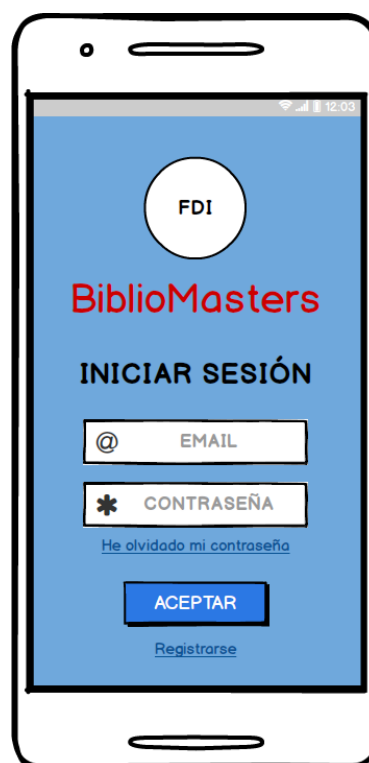 12:03
FDI
BiblioMasters
INICIAR SESIÓN
@ EMAIL
✱ CONTRASEÑA
He olvidado mi contraseña
ACEPTAR
Registrarse